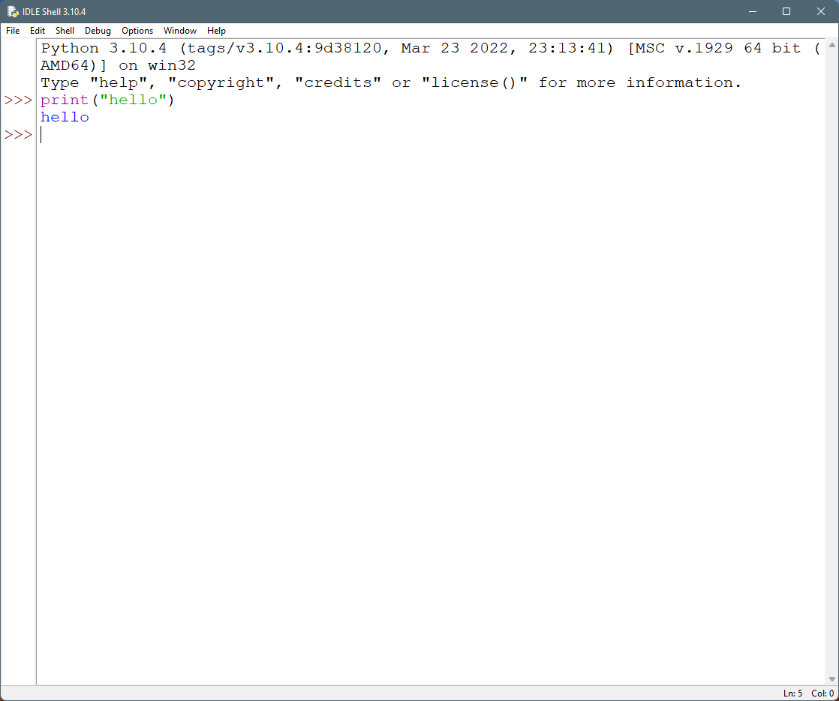 IDLE Shell 3.10.4
File Edit Shell Debug Options Window Help
Python 3.10.4 (tags/v3.10.4:9d38120, Mar 23 2022, 23:13:41) [MSC v.1929 64 bit (
AMD64)] on win32
Type "help", "copyright", "credits" or "license()" for more information.
>>> print("hello")
hello
>>>
Ln: 5 Col: 0